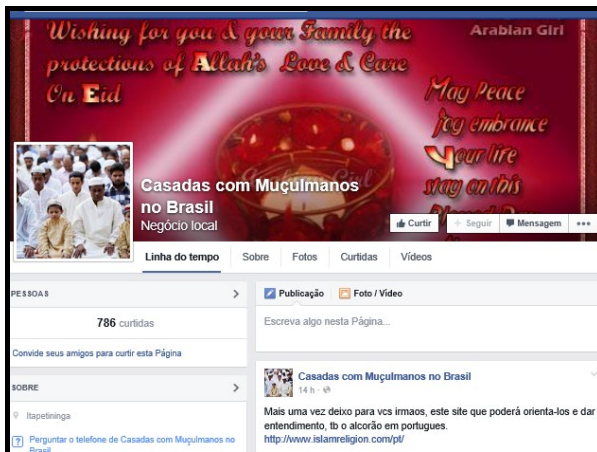 Wishing for you & your Family the
protections of Allah's Love & Care
On Eid
Arabian Girl
May Peace
joy embrance
Your life
stay on this
Casadas com Muçulmanos
no Brasil
Negócio local
Curtir
Seguir
Mensagem
Linha do tempo
Sobre
Fotos
Curtidas
Vídeos
PESSOAS
786 curtidas
Convide seus amigos para curtir esta Página
SOBRE
Itapetininga
Perguntar o telefone de Casadas com Muçulmanos no
Brasil
Publicação
Foto / Vídeo
Escreva algo nesta Página...
Casadas com Muçulmanos no Brasil
14 h
Mais uma vez deixo para vcs irmaos, este site que poderá orienta-los e dar
entendimento, tb o alcorão em portugues.
http://www.islamreligion.com/pt/